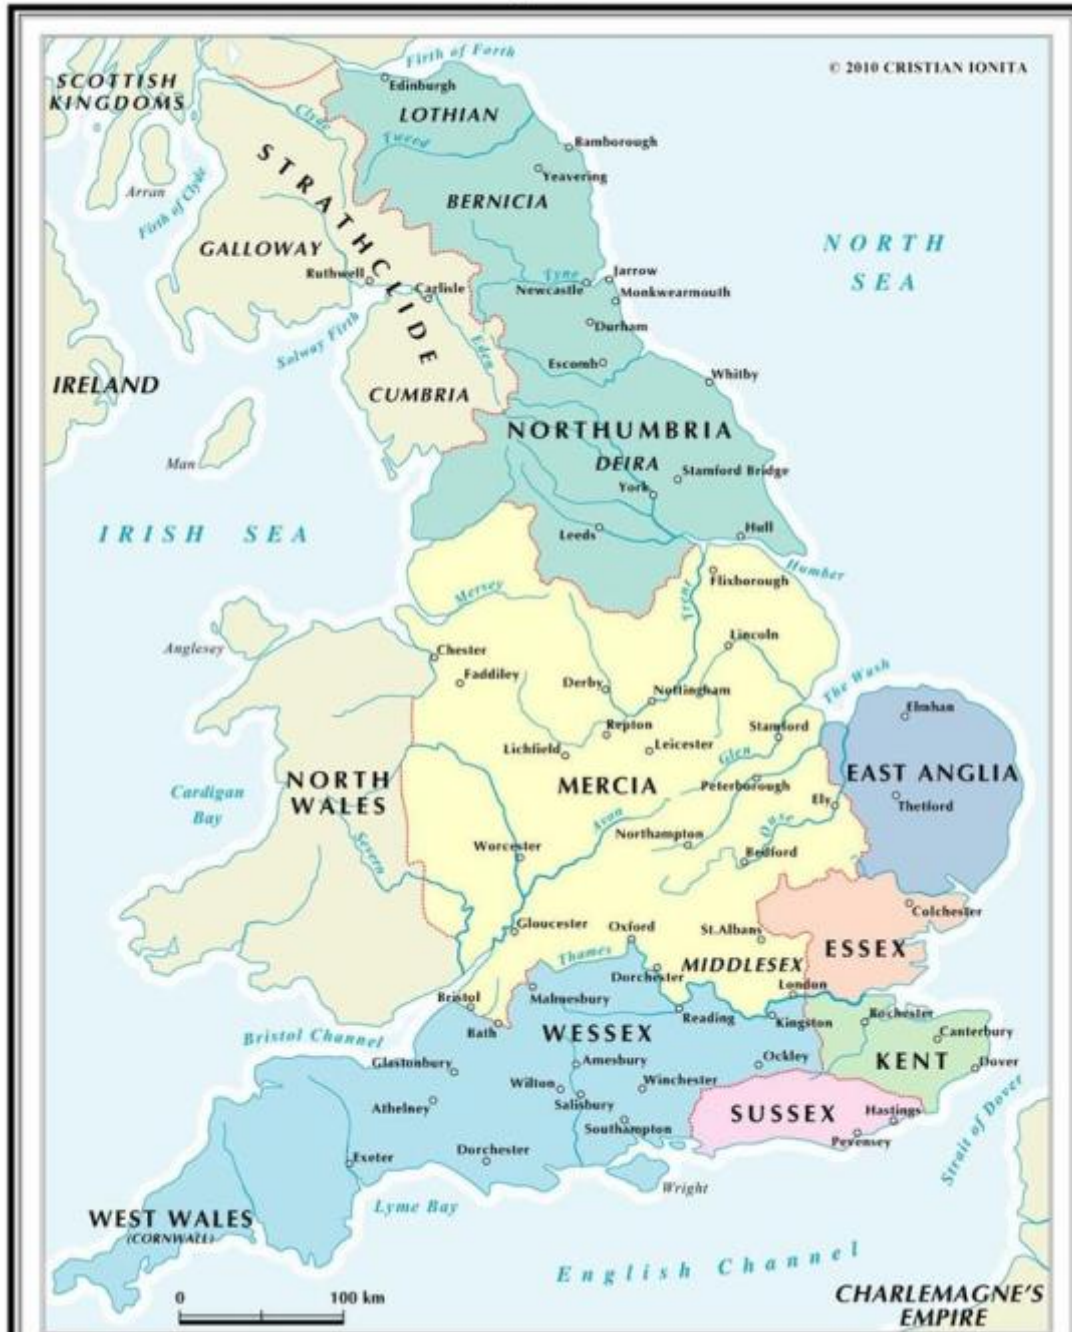 Firth of Forth
© 2010 CRISTIAN IONITA
SCOTTISH
KINGDOMS
Edinburgh
LOTHIAN
Clyde
Tweed
Bamborough
Yeavering
STRATHCLIDE
Arran
Firth of Clyde
BERNICIA
GALLOWAY
NORTH
SEA
Ruthwell
Carlisle
Tyne
Jarrow
Newcastle
Monkwearmouth
Solway Firth
Durham
Eden
Escomb
Whitby
IRELAND
CUMBRIA
NORTHUMBRIA
DEIRA
Man
Stamford Bridge
York
IRISH SEA
Leeds
Hull
Humber
Flixborough
Mersey
Trent
Anglesey
Chester
Lincoln
Faddiley
Derby
Nottingham
The Wash
Elmhan
Repton
Stamford
Lichfield
Leicester
Glen
EAST ANGLIA
NORTH
WALES
MERCIA
Peterborough
Cardigan
Bay
Ely
Thetford
Avon
Northampton
Ouse
Severn
Worcester
Bedford
Colchester
Gloucester
Oxford
St.Albans
ESSEX
Thames
MIDDLESEX
Dorchester
London
Bristol
Malmesbury
Reading
Kingston
Rochester
Bath
WESSEX
Canterbury
Bristol Channel
KENT
Glastonbury
Amesbury
Ockley
Dover
Wilton
Winchester
Athelney
Salisbury
SUSSEX
Hastings
Southampton
Pevensey
Strait of Dover
Exeter
Dorchester
Wright
Lyme Bay
WEST WALES
(CORNWALL)
English Channel
0 100 km
CHARLEMAGNE'S
EMPIRE